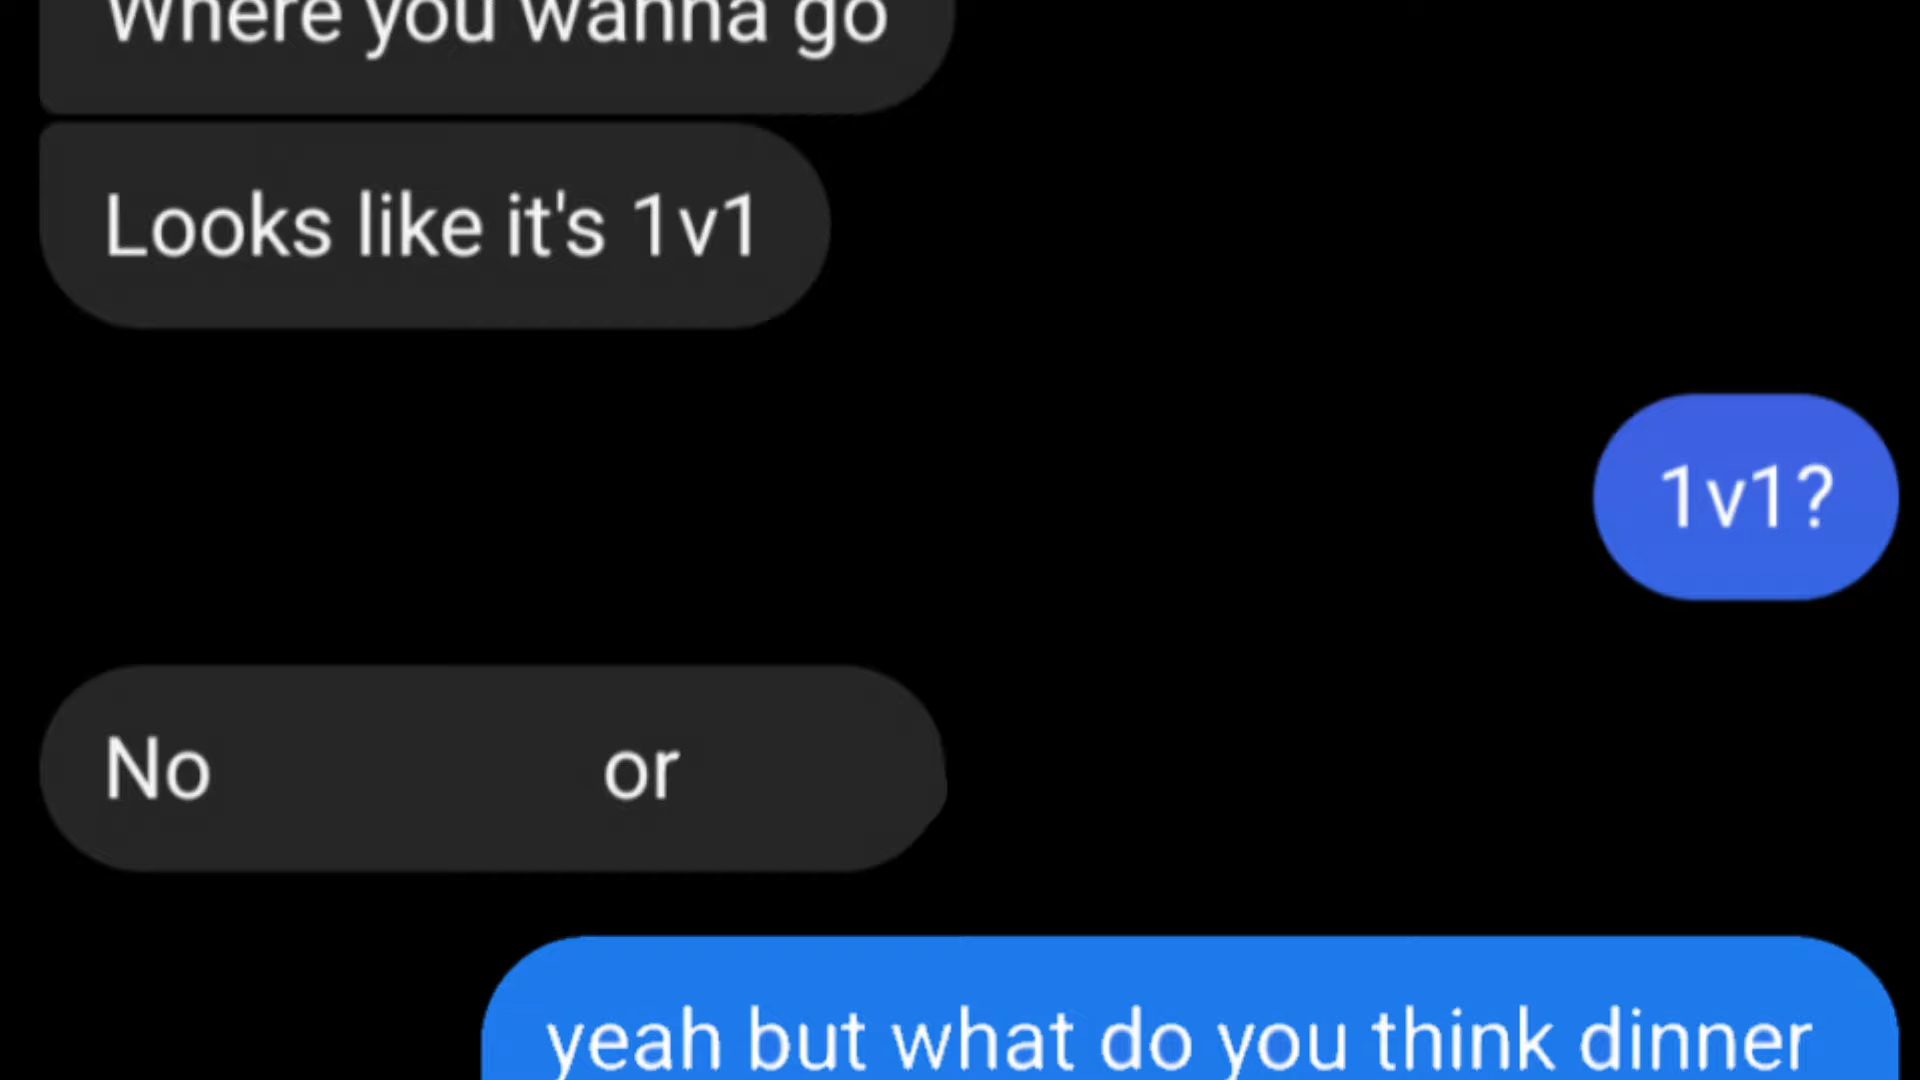 Where you wanna go
Looks like it's 1v1
1v1?
No or
yeah but what do you think dinner